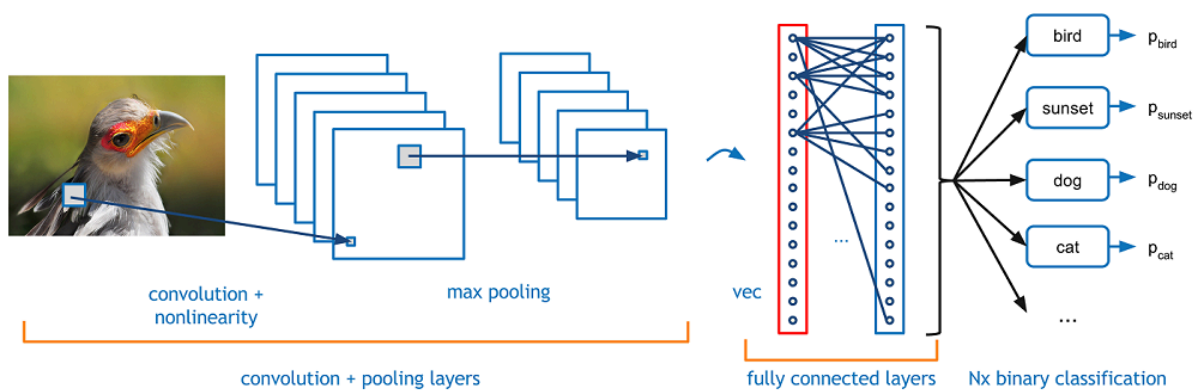 bird
p_bird
sunset
p_sunset
dog
p_dog
cat
p_cat
...
...
convolution +
nonlinearity
max pooling
vec
convolution + pooling layers
fully connected layers
Nx binary classification